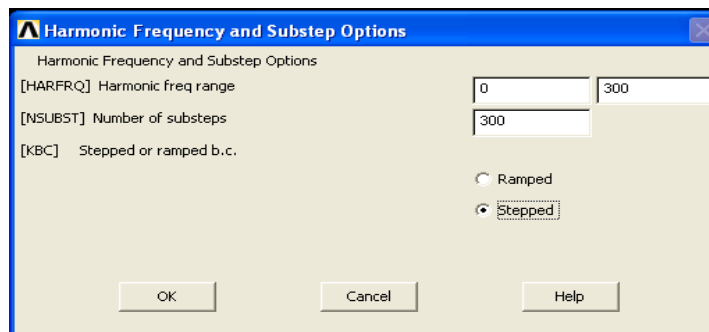 Harmonic Frequency and Substep Options
Harmonic Frequency and Substep Options
[HARFRQ] Harmonic freq range 0 300
[NSUBST] Number of substeps 300
[KBC] Stepped or ramped b.c.
Ramped
Stepped
OK Cancel Help